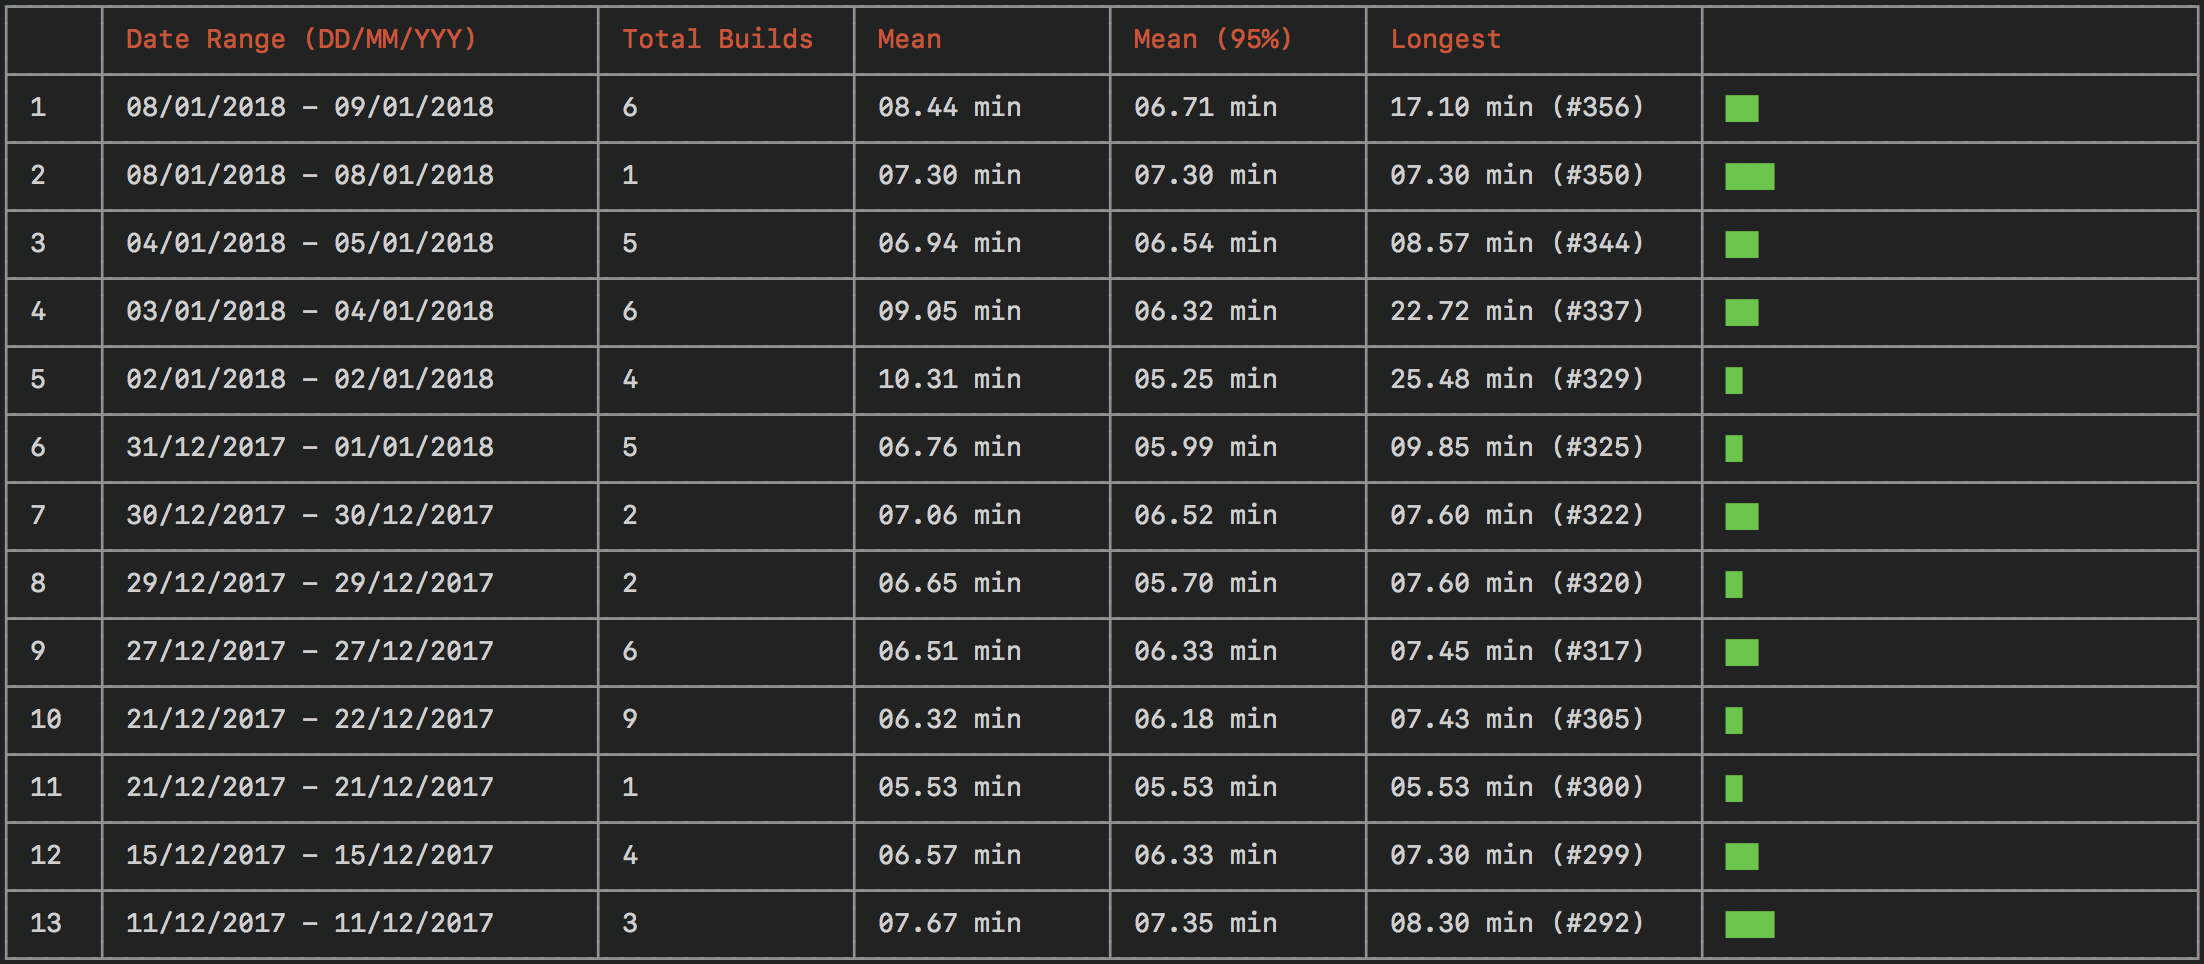 Date Range (DD/MM/YYY) Total Builds Mean Mean (95%) Longest
1 08/01/2018 – 09/01/2018 6 08.44 min 06.71 min 17.10 min (#356)
2 08/01/2018 – 08/01/2018 1 07.30 min 07.30 min 07.30 min (#350)
3 04/01/2018 – 05/01/2018 5 06.94 min 06.54 min 08.57 min (#344)
4 03/01/2018 – 04/01/2018 6 09.05 min 06.32 min 22.72 min (#337)
5 02/01/2018 – 02/01/2018 4 10.31 min 05.25 min 25.48 min (#329)
6 31/12/2017 – 01/01/2018 5 06.76 min 05.99 min 09.85 min (#325)
7 30/12/2017 – 30/12/2017 2 07.06 min 06.52 min 07.60 min (#322)
8 29/12/2017 – 29/12/2017 2 06.65 min 05.70 min 07.60 min (#320)
9 27/12/2017 – 27/12/2017 6 06.51 min 06.33 min 07.45 min (#317)
10 21/12/2017 – 22/12/2017 9 06.32 min 06.18 min 07.43 min (#305)
11 21/12/2017 – 21/12/2017 1 05.53 min 05.53 min 05.53 min (#300)
12 15/12/2017 – 15/12/2017 4 06.57 min 06.33 min 07.30 min (#299)
13 11/12/2017 – 11/12/2017 3 07.67 min 07.35 min 08.30 min (#292)